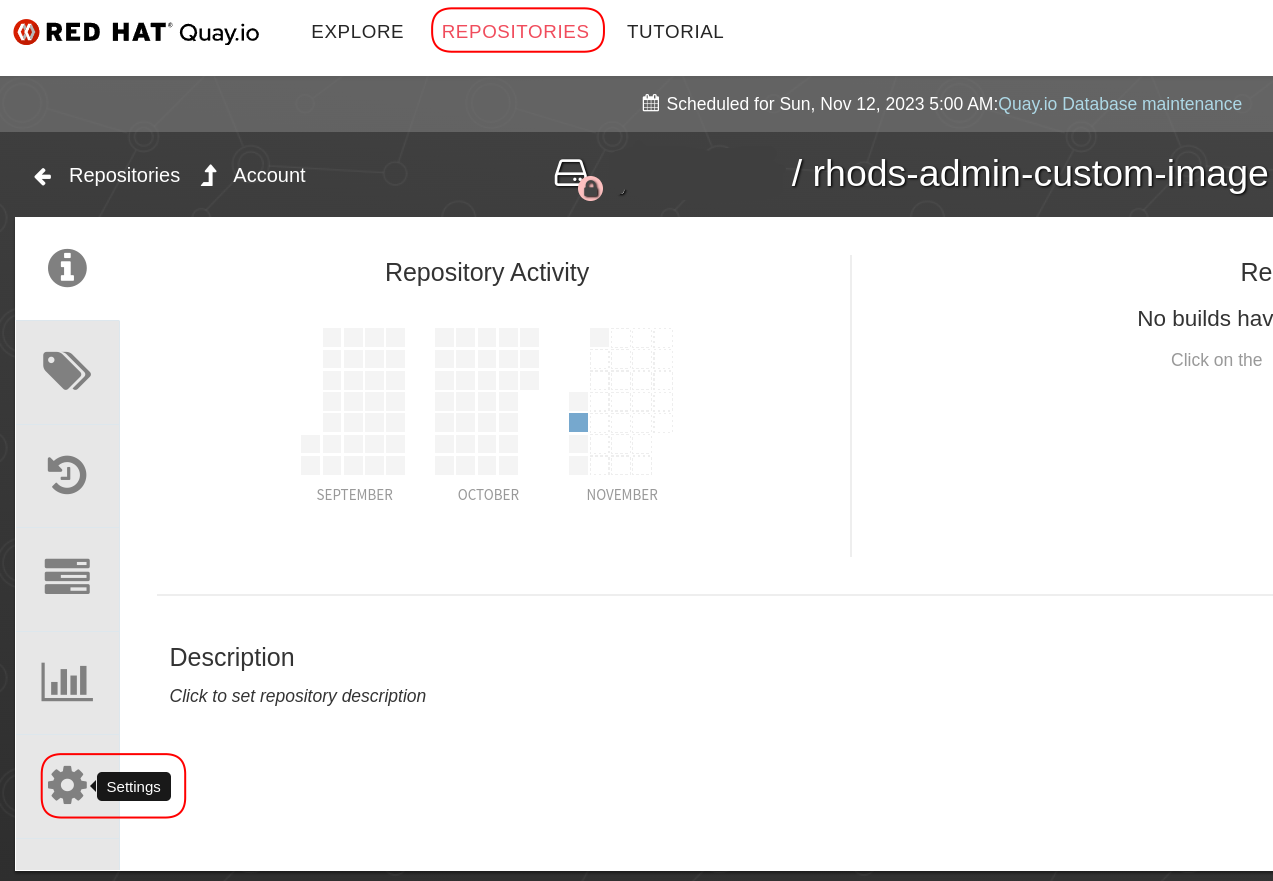 RED HAT® Quay.io EXPLORE REPOSITORIES TUTORIAL
Scheduled for Sun, Nov 12, 2023 5:00 AM:Quay.io Database maintenance
Repositories Account / rhods-admin-custom-image
Repository Activity Re
No builds hav
Click on the
SEPTEMBER OCTOBER NOVEMBER
Description
Click to set repository description
Settings